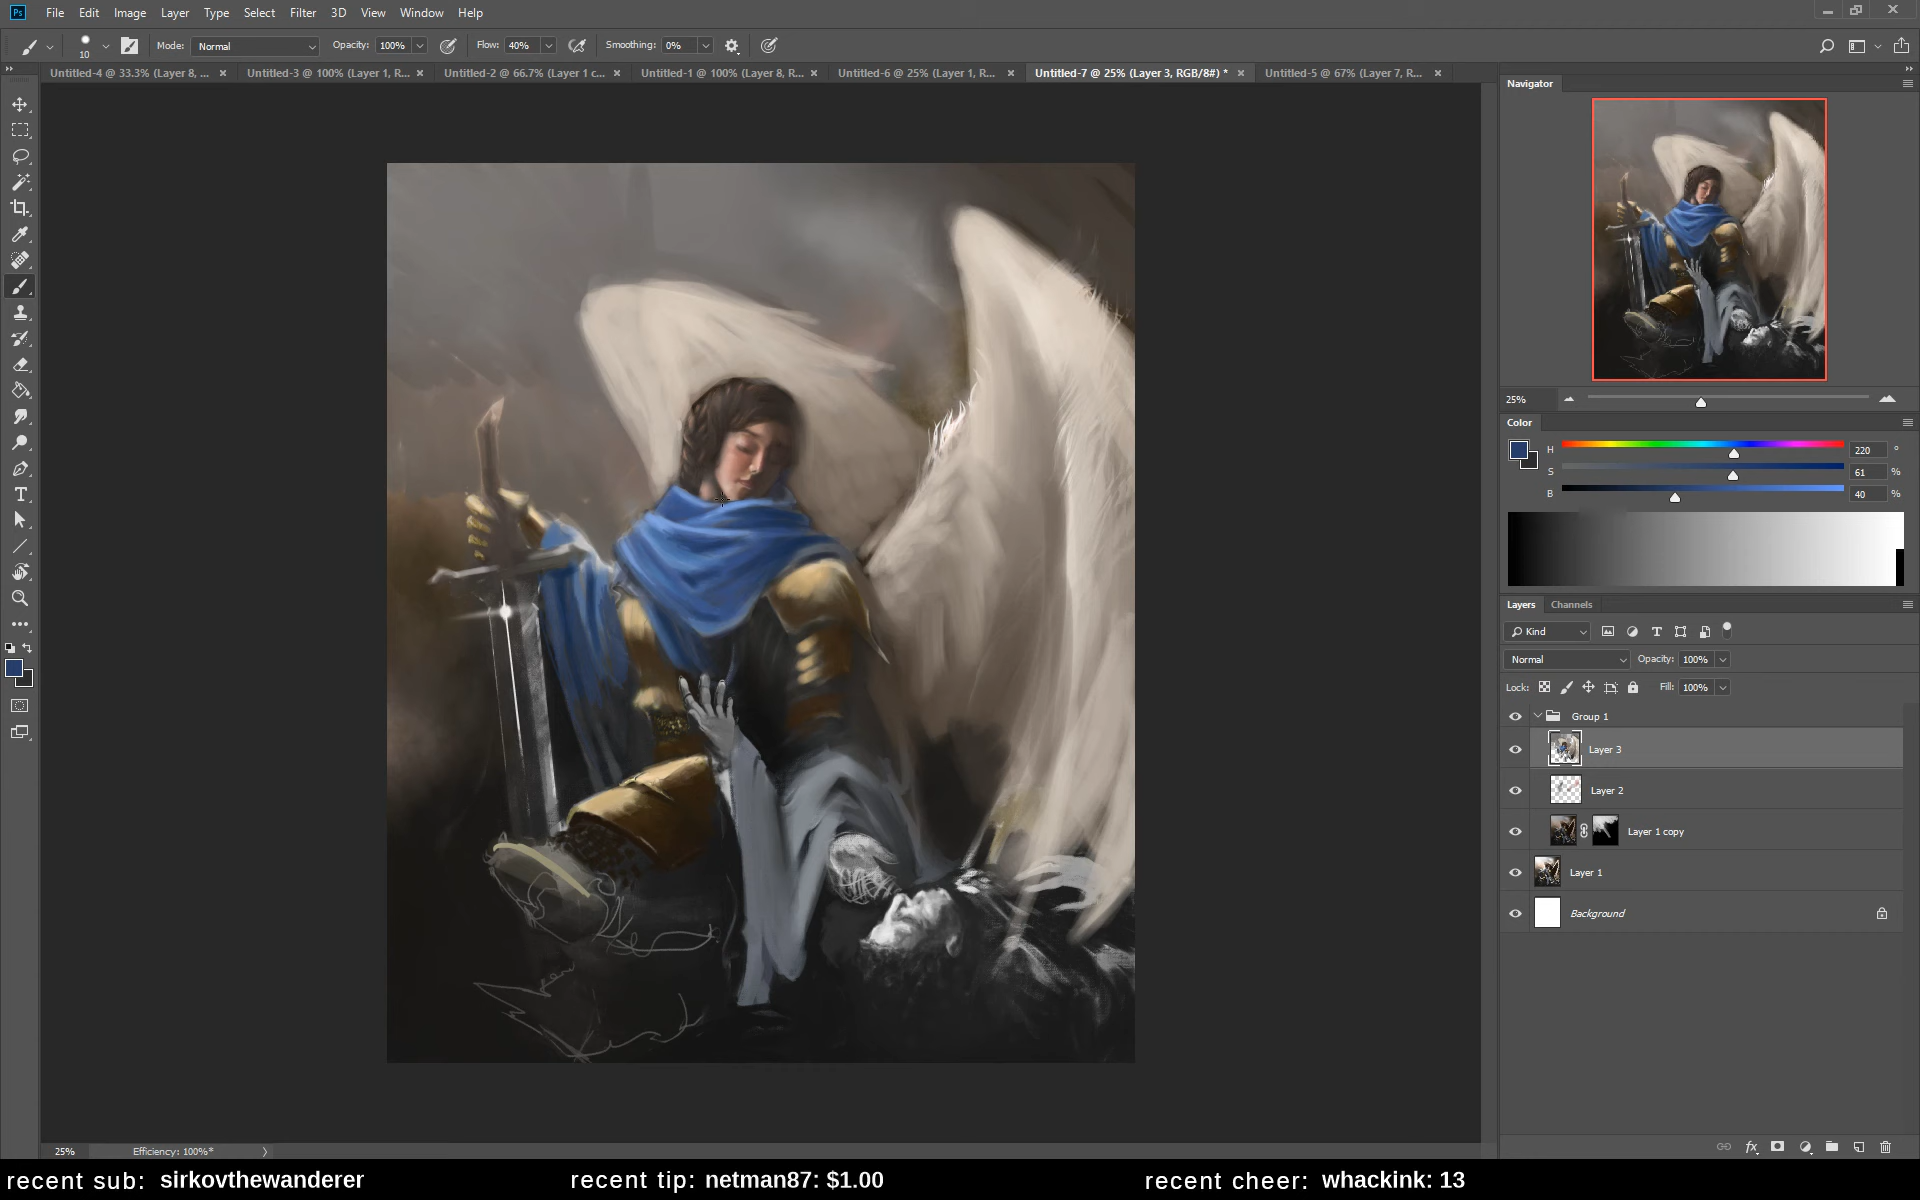 Ps File Edit Image Layer Type Select Filter 3D View Window Help
10 Mode: Normal Opacity: 100% Flow: 40% Smoothing: 0%
Untitled-4 @ 33.3% (Layer 8, ... × Untitled-3 @ 100% (Layer 1, R... × Untitled-2 @ 66.7% (Layer 1 c... × Untitled-1 @ 100% (Layer 8, R... × Untitled-6 @ 25% (Layer 1, R... × Untitled-7 @ 25% (Layer 3, RGB/8#) * × Untitled-5 @ 67% (Layer 7, R... ×
Navigator
25%
Color
H 220 °
S 61 %
B 40 %
Layers Channels
Kind
Normal Opacity: 100%
Lock: Fill: 100%
Group 1
Layer 3
Layer 2
Layer 1 copy
Layer 1
Background
fx
25% Efficiency: 100%*
recent sub: sirkovthewanderer recent tip: netman87: $1.00 recent cheer: whackink: 13